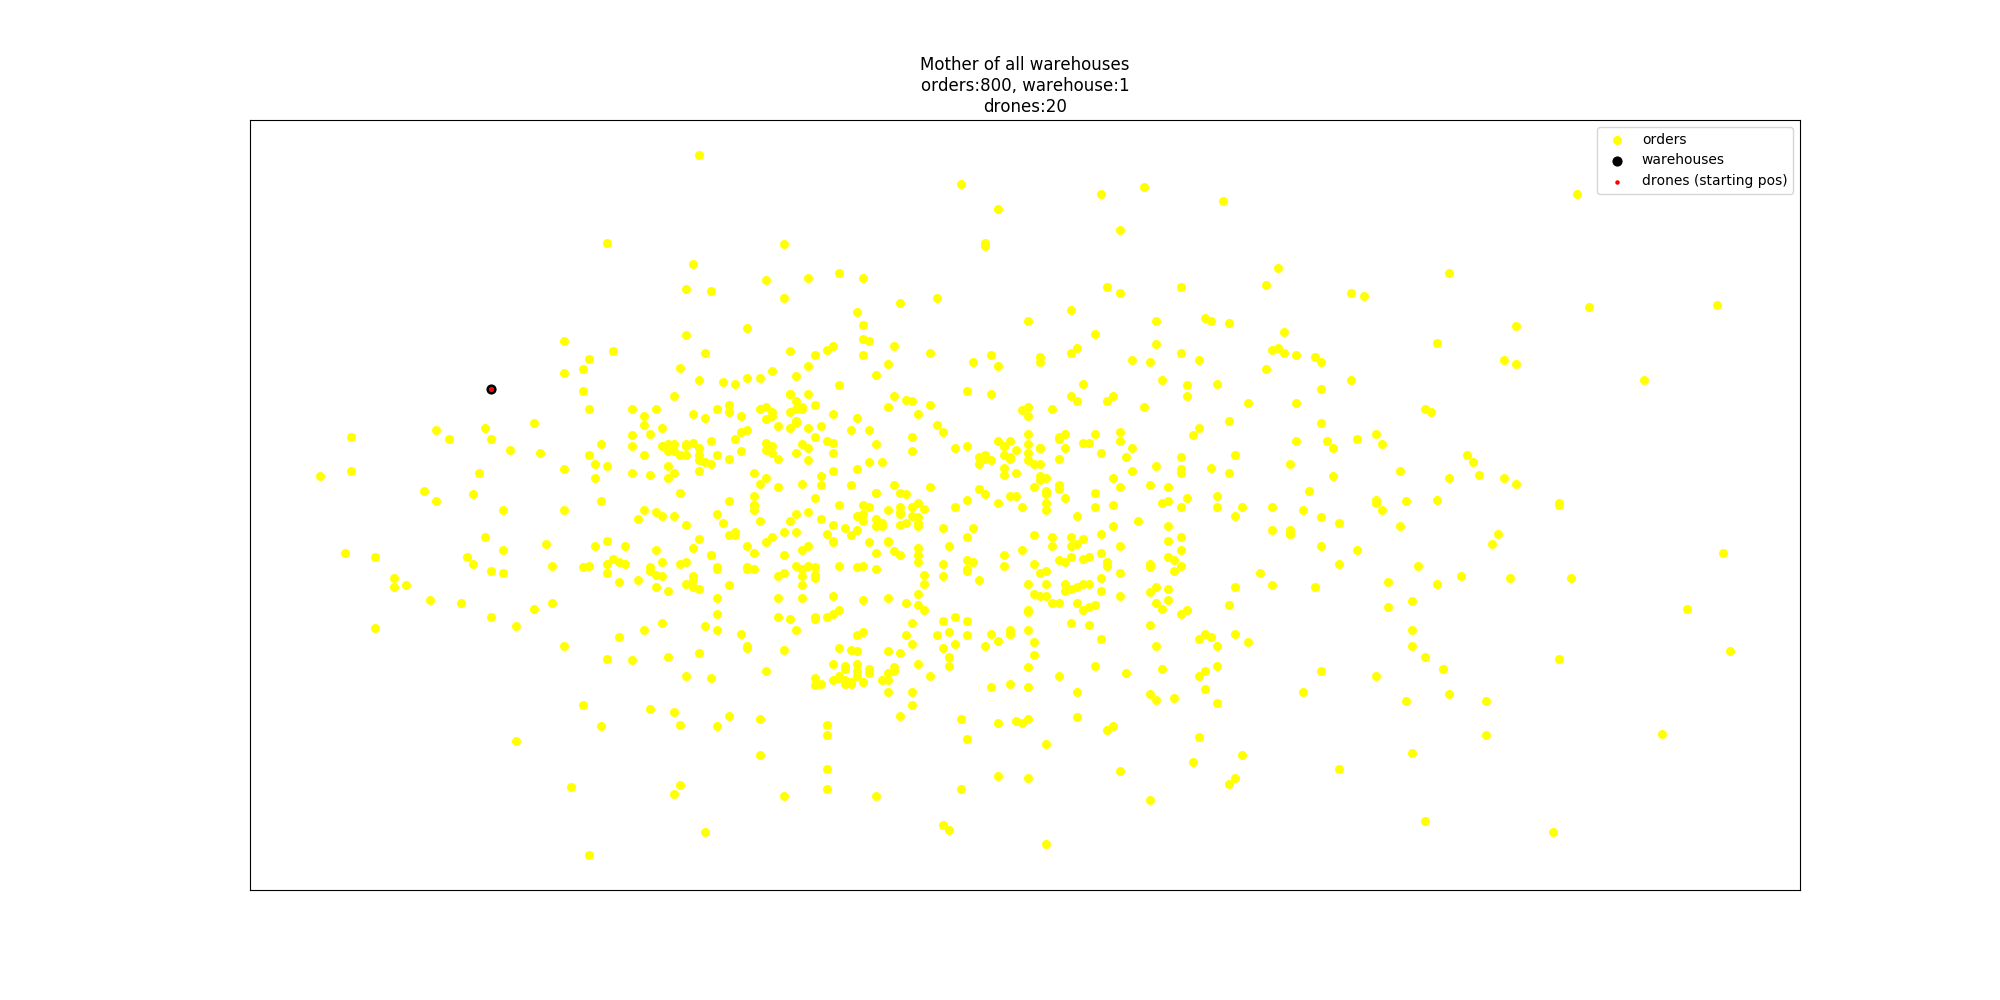 Mother of all warehouses
orders:800, warehouse:1
drones:20
orders
warehouses
drones (starting pos)